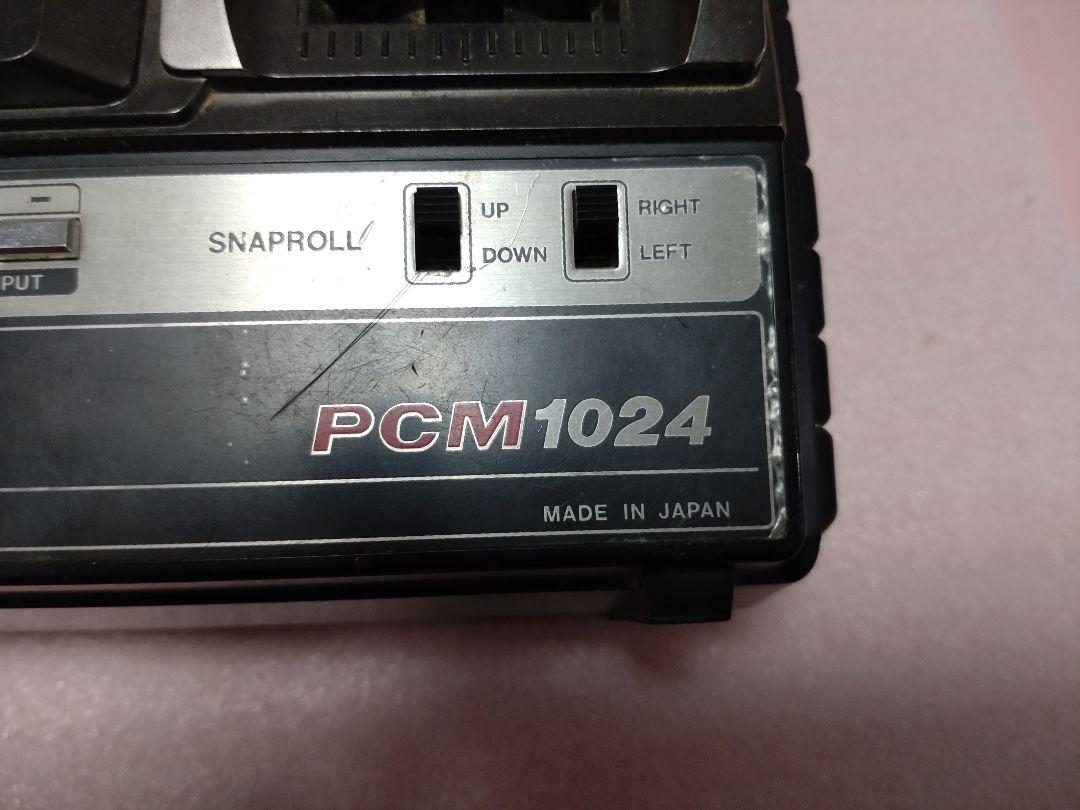 -
PUT
SNAPROLL
UP
DOWN
RIGHT
LEFT
PCM1024
MADE IN JAPAN